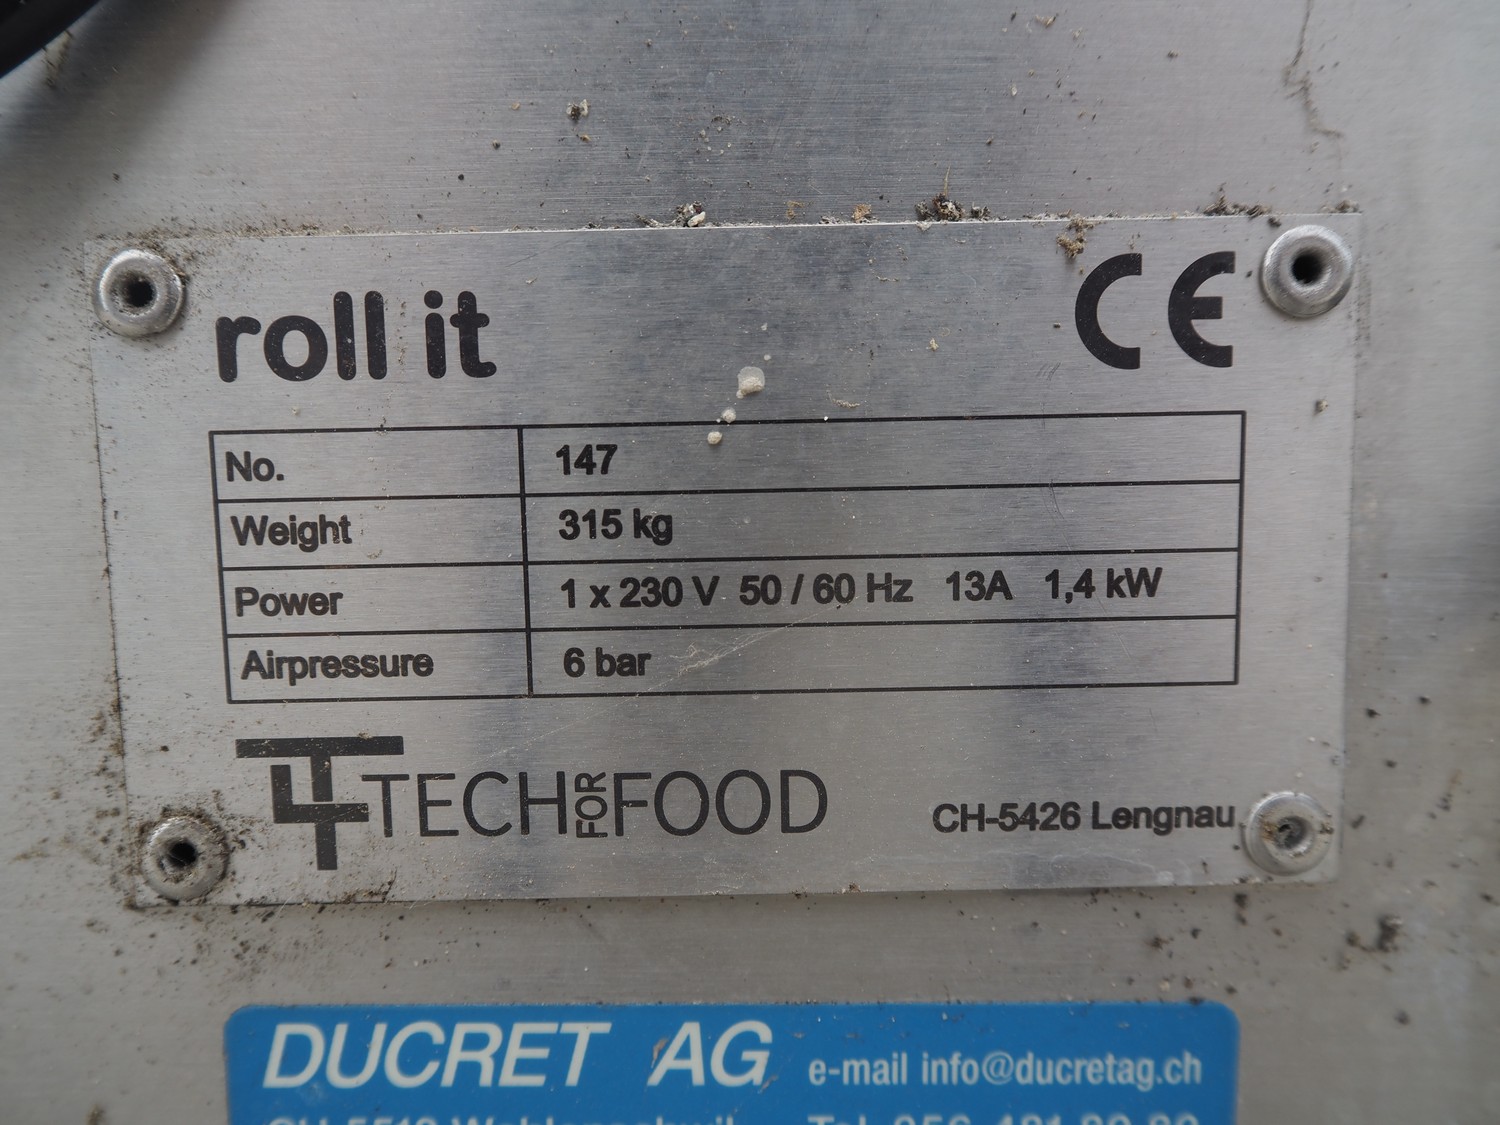 roll it CE
No. 147
Weight 315 kg
Power 1 x 230 V 50 / 60 Hz 13A 1,4 kW
Airpressure 6 bar
TECH FOR FOOD CH-5426 Lengnau
DUCRET AG e-mail info@ducretag.ch